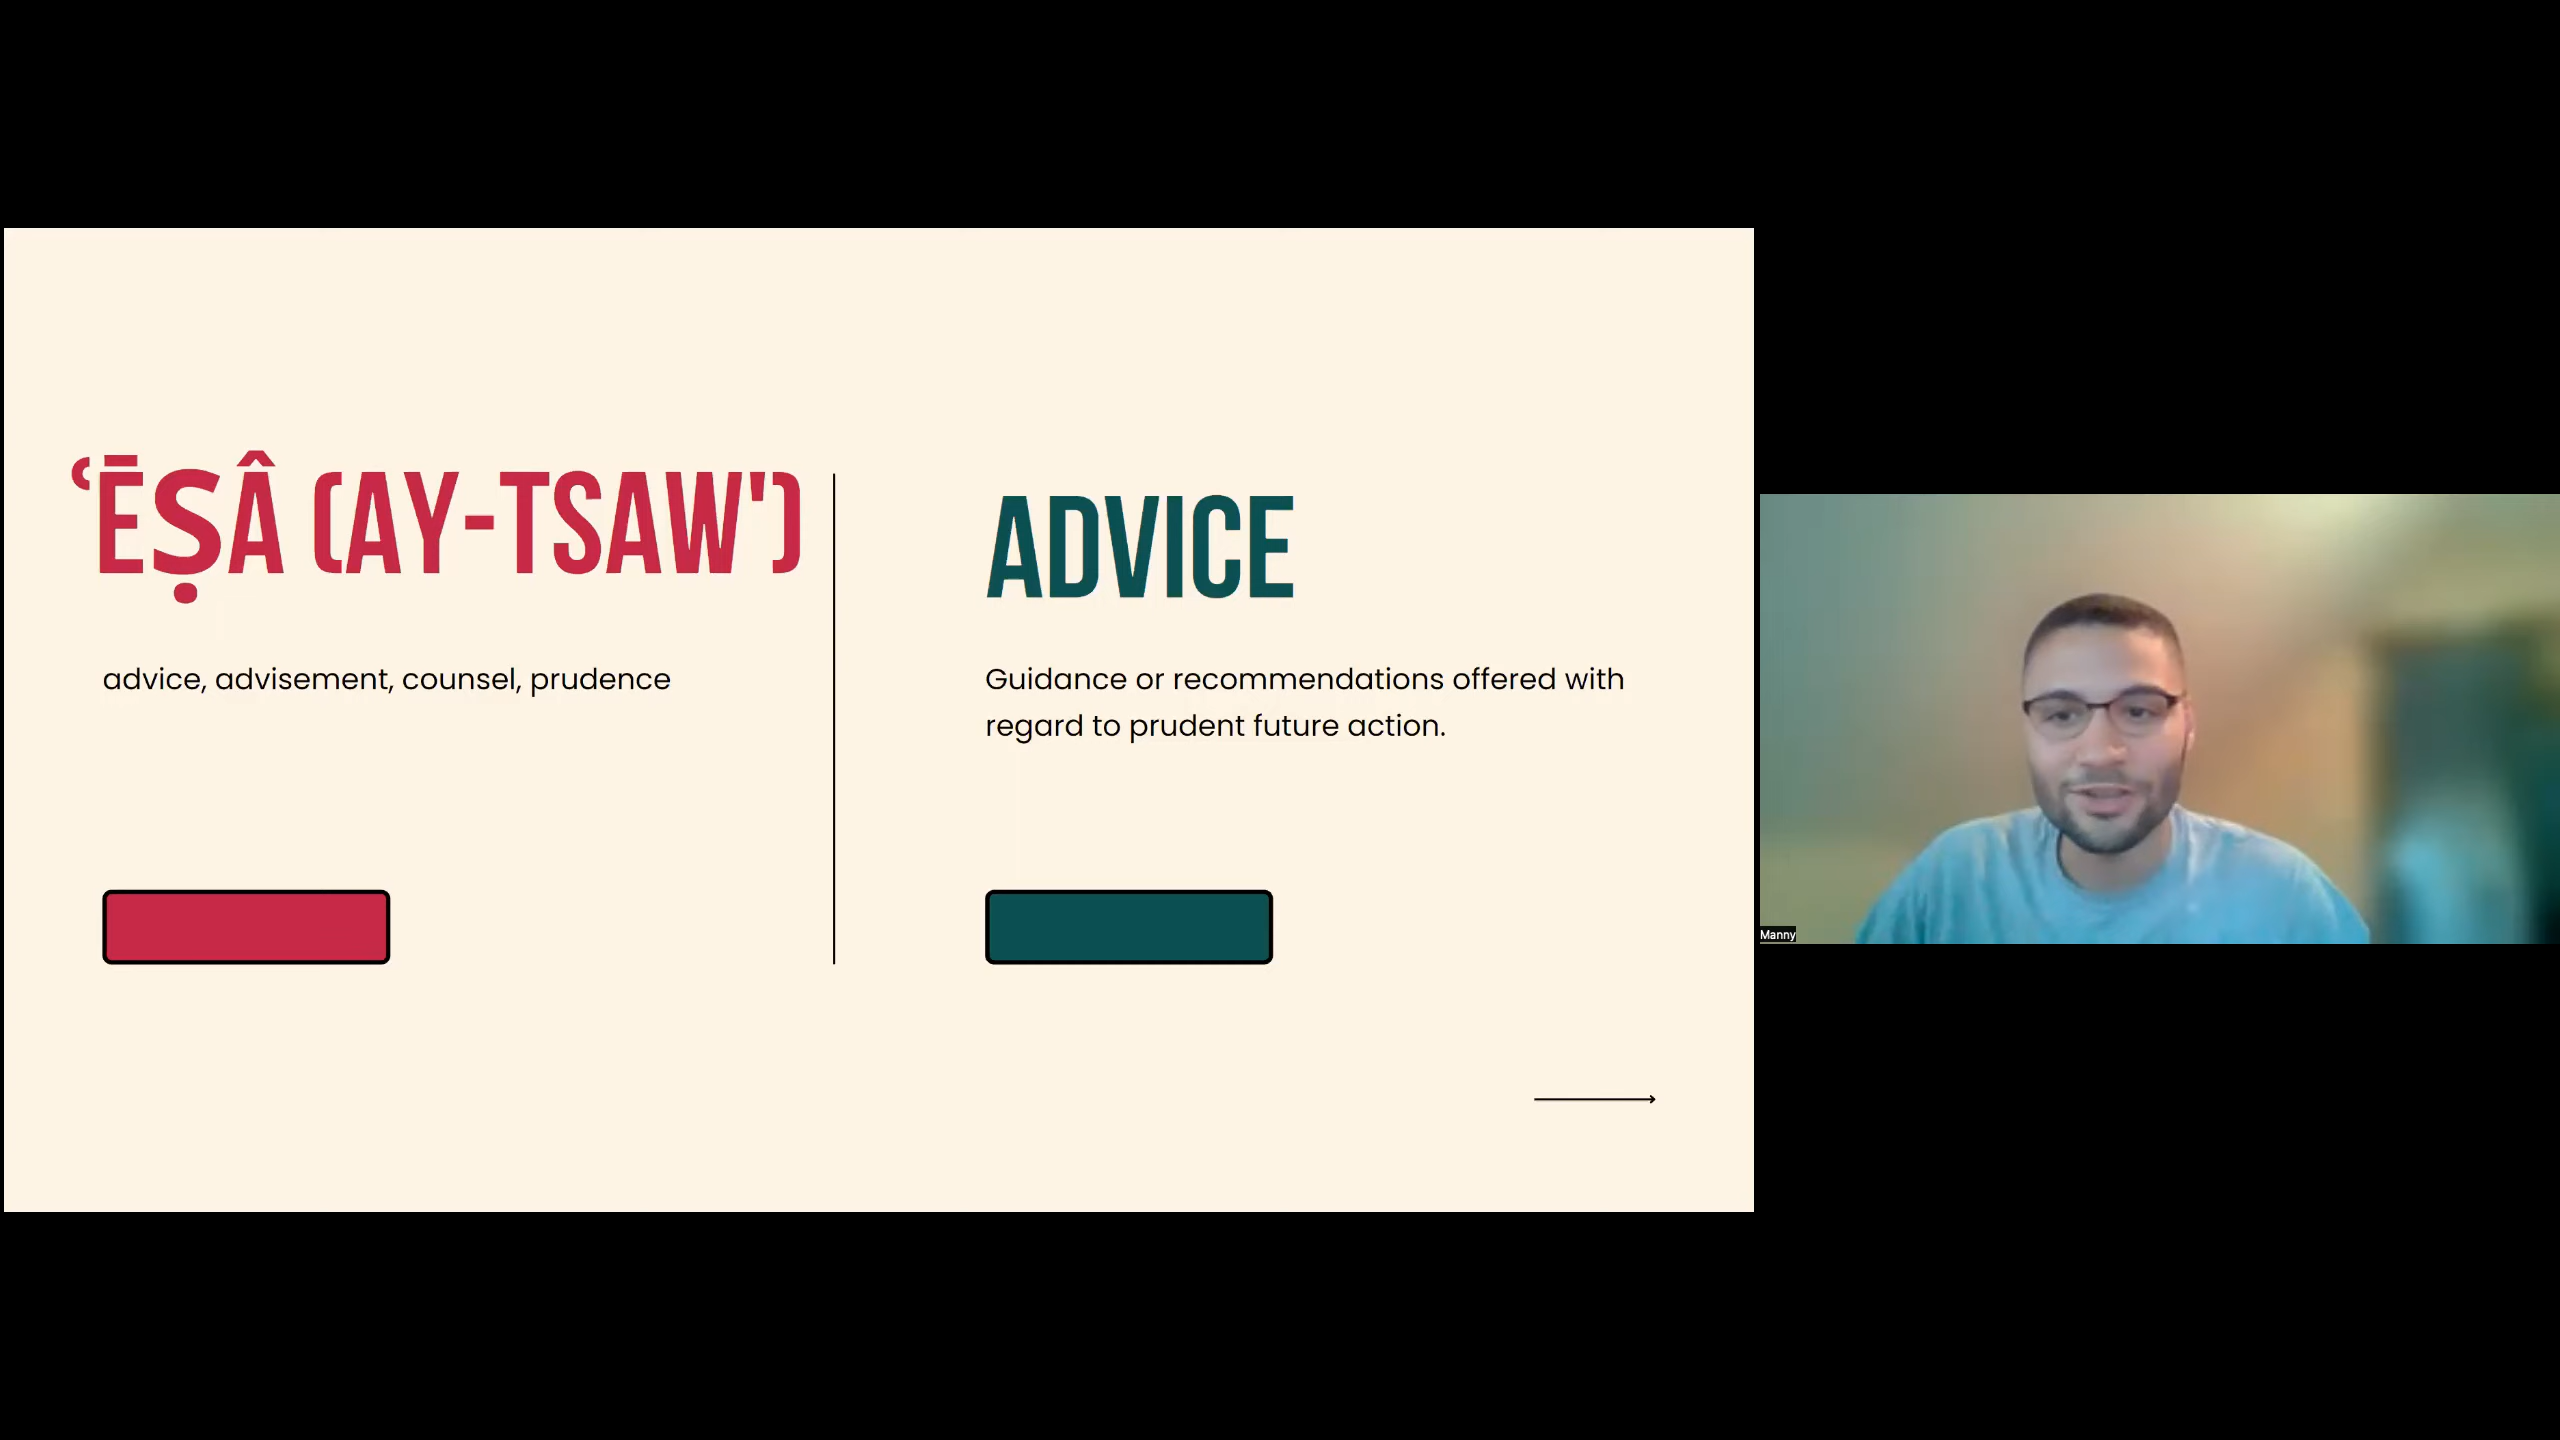 ʿĒṢÂ (AY-TSAW')
advice, advisement, counsel, prudence
ADVICE
Guidance or recommendations offered with
regard to prudent future action.
Manny